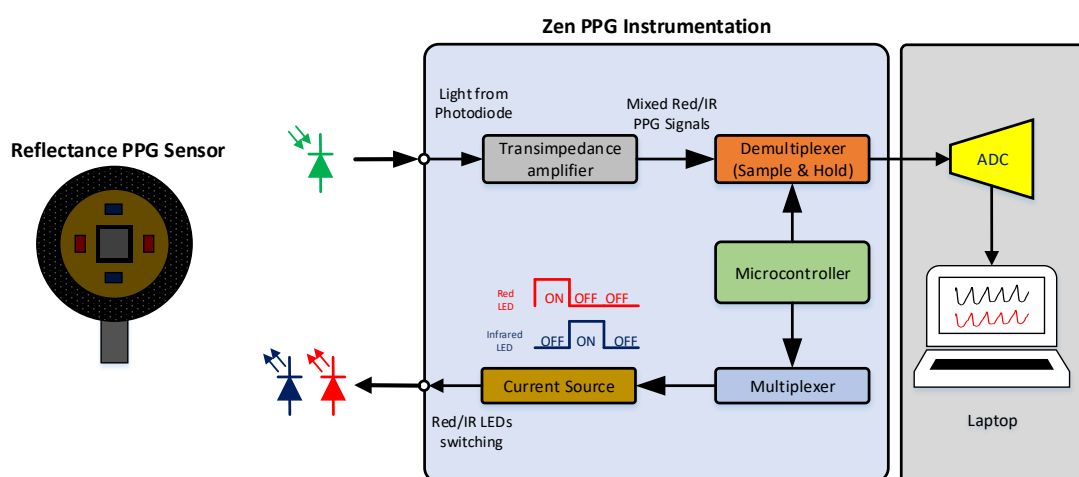 Zen PPG Instrumentation
Reflectance PPG Sensor
Light from
Photodiode
Transimpedance
amplifier
Mixed Red/IR
PPG Signals
Demultiplexer
(Sample & Hold)
ADC
Microcontroller
Red
LED
ON OFF OFF
Infrared
LED
OFF ON OFF
Current Source
Multiplexer
Red/IR LEDs
switching
Laptop